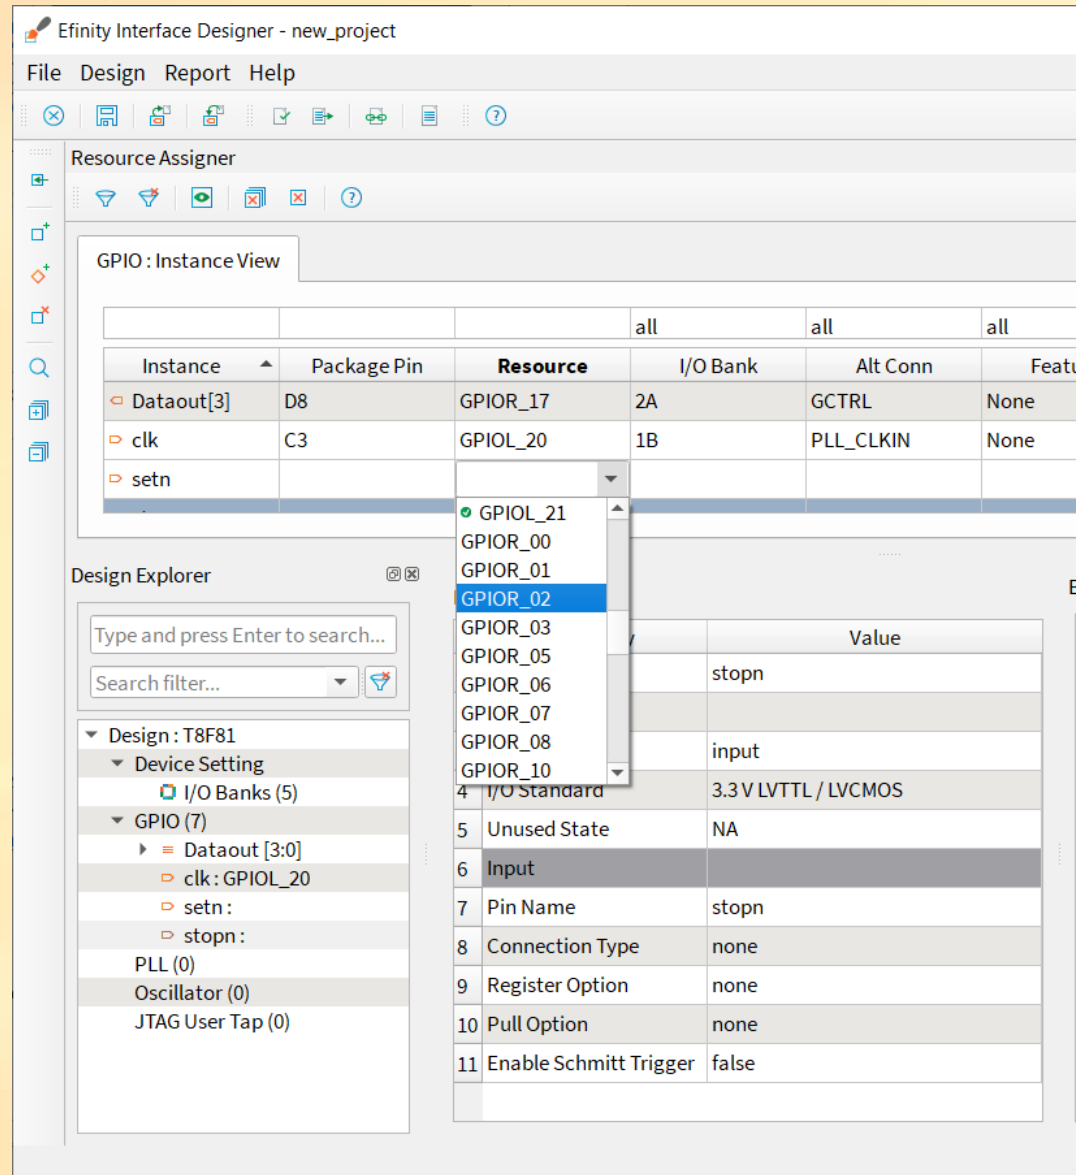 Efinity Interface Designer - new_project
File Design Report Help
Resource Assigner
GPIO : Instance View
all all all
Instance Package Pin Resource I/O Bank Alt Conn
Dataout[3] D8 GPIOR_17 2A GCTRL None
clk C3 GPIOL_20 1B PLL_CLKIN None
setn
GPIOL_21
GPIOR_00
GPIOR_01
GPIOR_02
GPIOR_03
GPIOR_05
GPIOR_06
GPIOR_07
GPIOR_08
GPIOR_10
Design Explorer
Type and press Enter to search...
Search filter...
Design : T8F81
Device Setting
I/O Banks (5)
GPIO (7)
Dataout [3:0]
clk : GPIOL_20
setn :
stopn :
PLL (0)
Oscillator (0)
JTAG User Tap (0)
Value
stopn
input
4 I/O Standard 3.3 V LVTTL / LVCMOS
5 Unused State NA
6 Input
7 Pin Name stopn
8 Connection Type none
9 Register Option none
10 Pull Option none
11 Enable Schmitt Trigger false